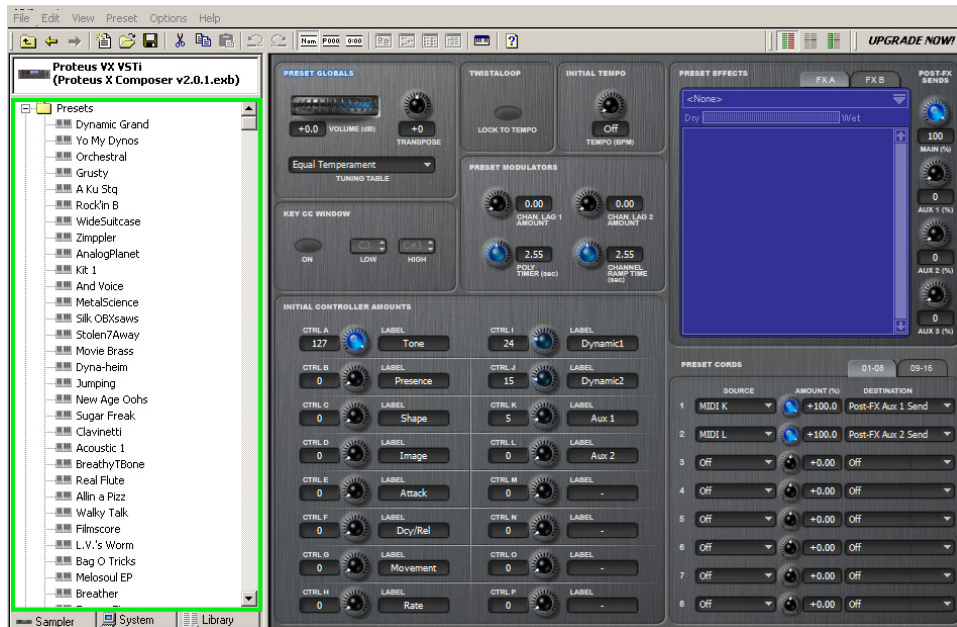 File Edit View Preset Options Help
Nam. P000 0:00
UPGRADE NOW!
Proteus VX VSTi
(Proteus X Composer v2.0.1.exb)
Presets
Dynamic Grand
Yo My Dynos
Orchestral
Grusty
A Ku Stq
Rock'in B
WideSuitcase
Zimppler
AnalogPlanet
Kit 1
And Voice
MetalScience
Silk OBXsaws
Stolen7Away
Movie Brass
Dyna-heim
Jumping
New Age Oohs
Sugar Freak
Clavinetti
Acoustic 1
BreathyTBone
Real Flute
Allin a Pizz
Walky Talk
Filmscore
L.V.'s Worm
Bag O Tricks
Melosoul EP
Breather
Sampler System Library
PRESET GLOBALS
+0.0 VOLUME (dB) +0
TRANSPOSE
Equal Temperament
TUNING TABLE
TWISTALOOP
LOCK TO TEMPO
INITIAL TEMPO
Off
TEMPO (BPM)
KEY CC WINDOW
ON LOW HIGH
PRESET MODULATORS
0.00 0.00
CHAN. LAG 1 AMOUNT
CHAN. LAG 2 AMOUNT
2.55 2.55
POLY TIMER (sec)
CHANNEL RAMP TIME (sec)
INITIAL CONTROLLER AMOUNTS
CTRL A LABEL CTRL I LABEL
127 Tone 24 Dynamic1
CTRL B LABEL CTRL J LABEL
0 Presence 15 Dynamic2
CTRL C LABEL CTRL K LABEL
0 Shape 5 Aux 1
CTRL D LABEL CTRL L LABEL
0 Image 0 Aux 2
CTRL E LABEL CTRL M LABEL
0 Attack 0 -
CTRL F LABEL CTRL N LABEL
0 Dcy/Rel 0 -
CTRL G LABEL CTRL O LABEL
0 Movement 0 -
CTRL H LABEL CTRL P LABEL
0 Rate 0 -
PRESET EFFECTS FX A FX B
<None>
Dry Wet
POST-FX
SENDS
100
MAIN (%)
0
AUX 1 (%)
0
AUX 2 (%)
0
AUX 3 (%)
PRESET CORDS 01-08 09-16
SOURCE AMOUNT (%) DESTINATION
1 MIDI K +100.0 Post-FX Aux 1 Send
2 MIDI L +100.0 Post-FX Aux 2 Send
3 Off +0.00 Off
4 Off +0.00 Off
5 Off +0.00 Off
6 Off +0.00 Off
7 Off +0.00 Off
8 Off +0.00 Off